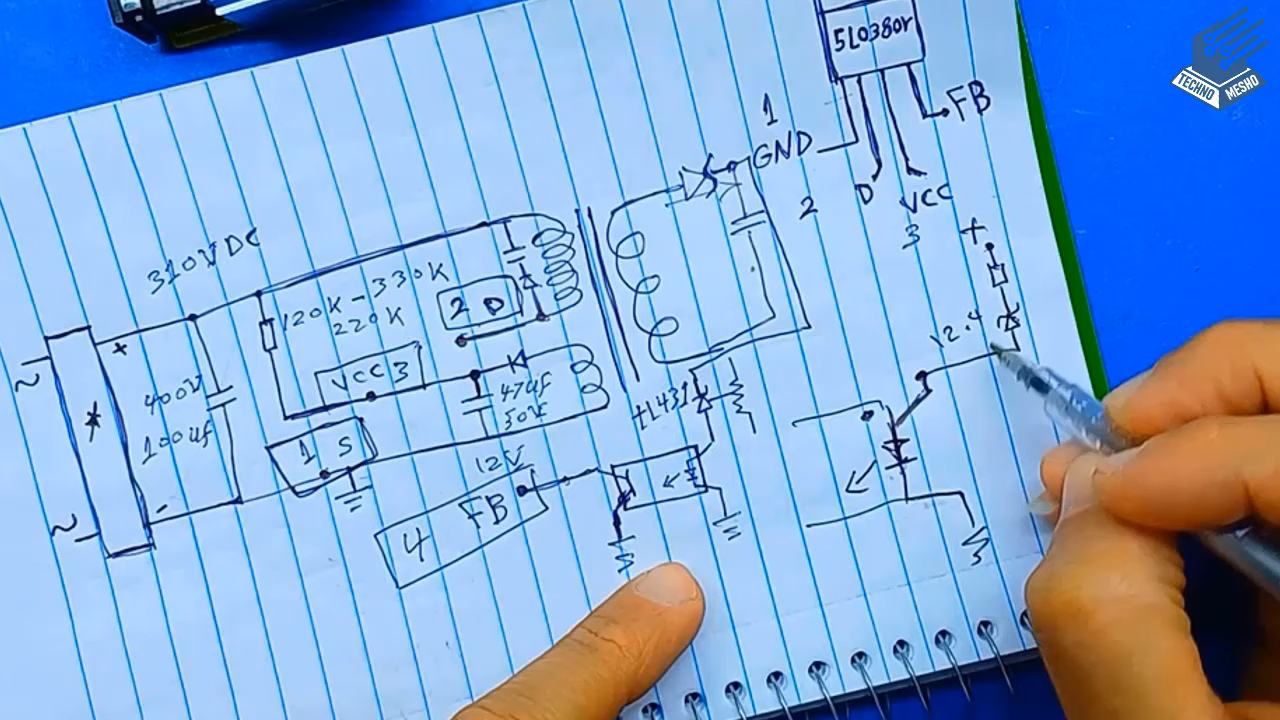 5L0380r
TECHNO
MESHO
FB
1
GND
D
VCC
3
2
310VDC
120K-330K
220K
2 D
+
~
+
VCC 3
400V
100uf
47uf
50V
12.4
tL431
1 S
12V
4 FB
~
-